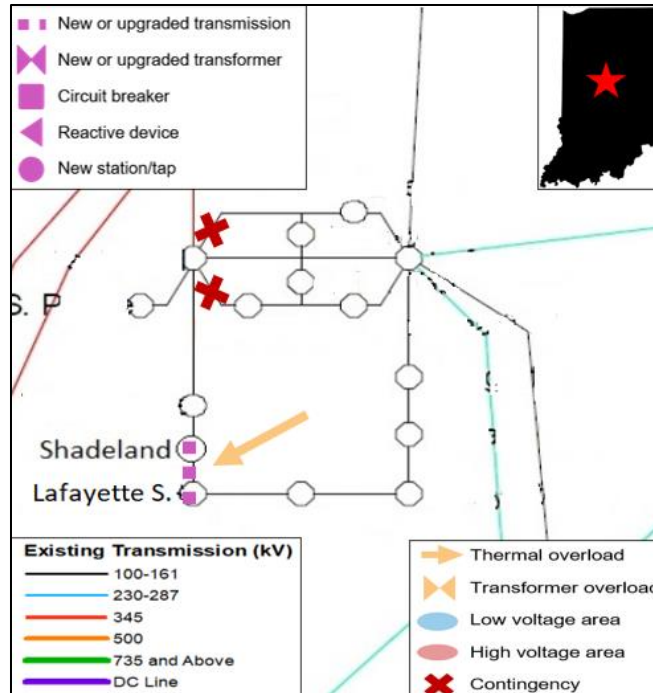 New or upgraded transmission
New or upgraded transformer
Circuit breaker
Reactive device
New station/tap
S. P
Shadeland
Lafayette S.
Existing Transmission (kV)
100-161
230-287
345
500
735 and Above
DC Line
Thermal overload
Transformer overload
Low voltage area
High voltage area
Contingency